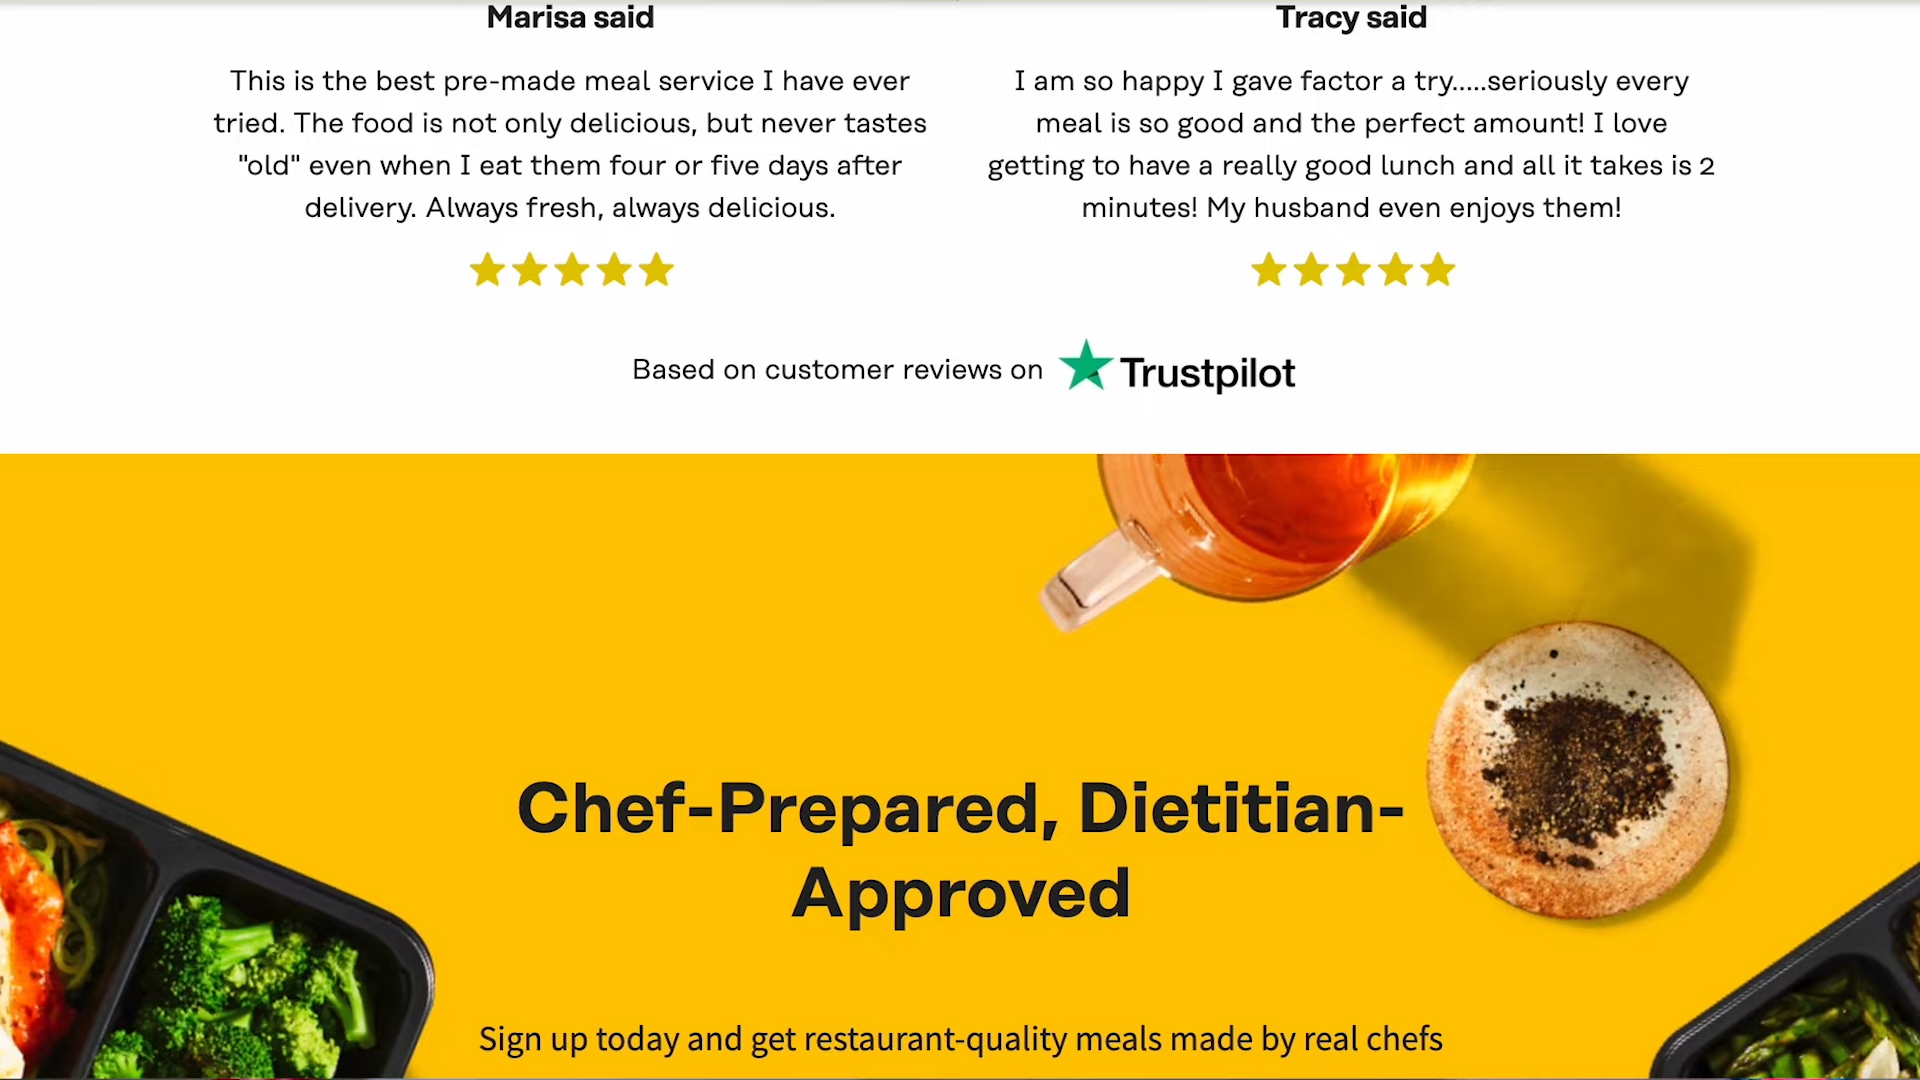 Marisa said
This is the best pre-made meal service I have ever
tried. The food is not only delicious, but never tastes
"old" even when I eat them four or five days after
delivery. Always fresh, always delicious.
Tracy said
I am so happy I gave factor a try.....seriously every
meal is so good and the perfect amount! I love
getting to have a really good lunch and all it takes is 2
minutes! My husband even enjoys them!
Based on customer reviews on Trustpilot
Chef-Prepared, Dietitian-
Approved
Sign up today and get restaurant-quality meals made by real chefs